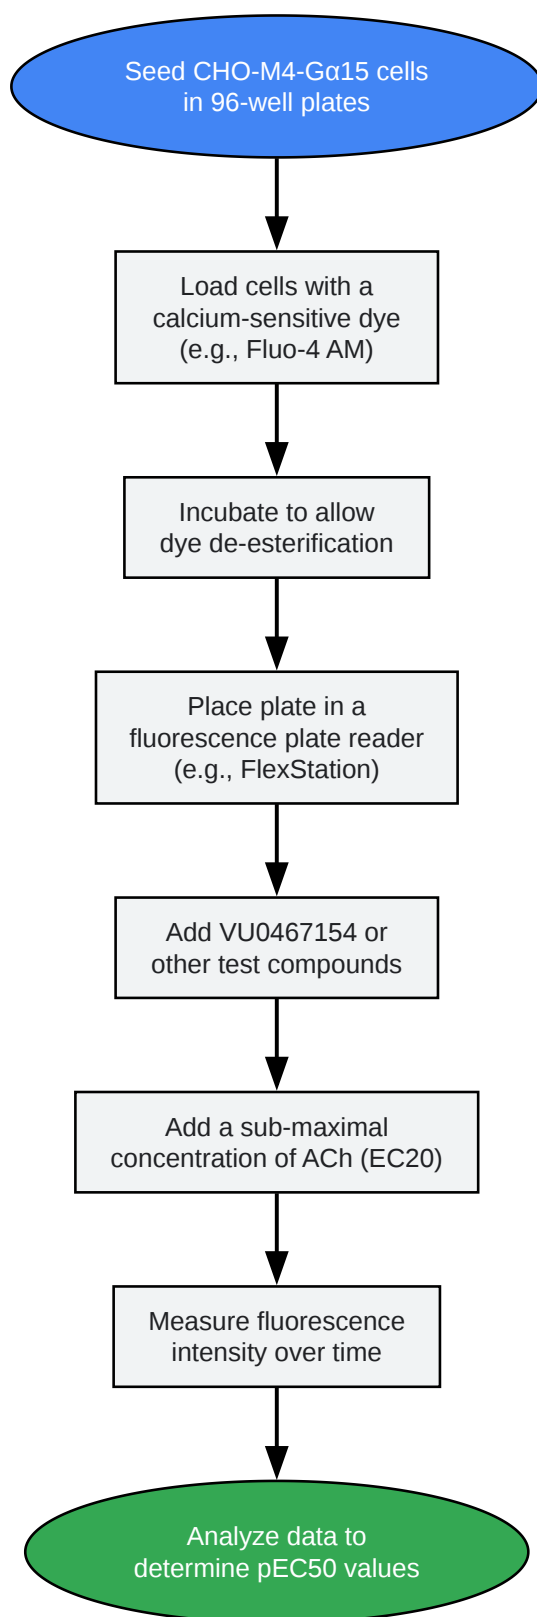 Seed CHO-M4-Gα15 cells
in 96-well plates
Load cells with a
calcium-sensitive dye
(e.g., Fluo-4 AM)
Incubate to allow
dye de-esterification
Place plate in a
fluorescence plate reader
(e.g., FlexStation)
Add VU0467154 or
other test compounds
Add a sub-maximal
concentration of ACh (EC20)
Measure fluorescence
intensity over time
Analyze data to
determine pEC50 values